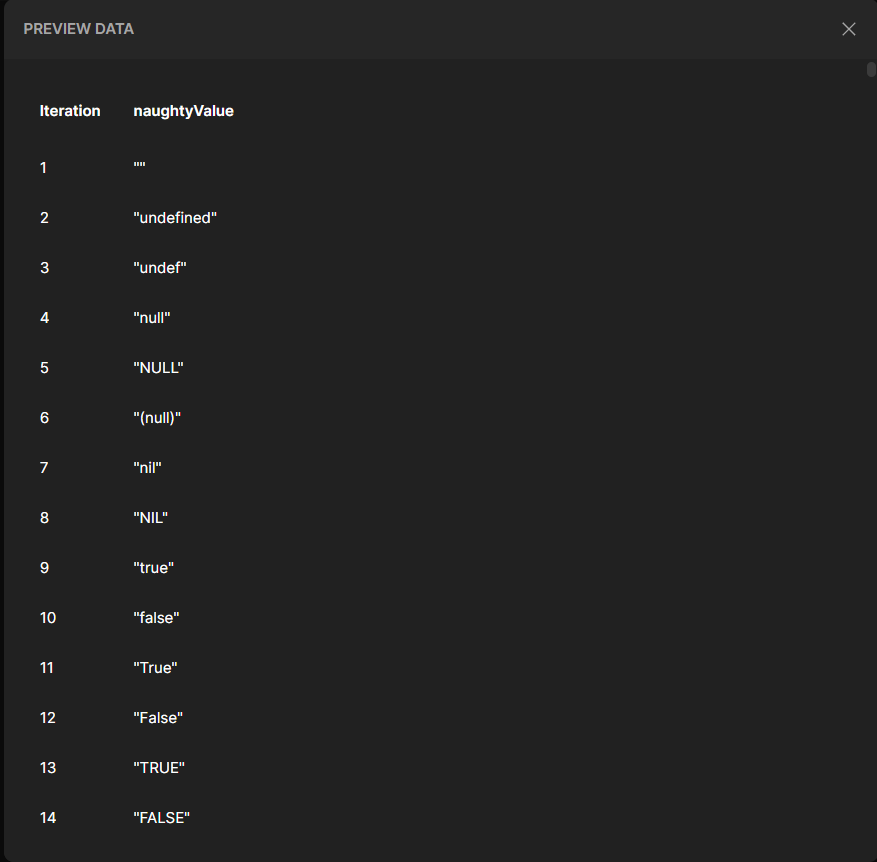 PREVIEW DATA
Iteration naughtyValue
1 ""
2 "undefined"
3 "undef"
4 "null"
5 "NULL"
6 "(null)"
7 "nil"
8 "NIL"
9 "true"
10 "false"
11 "True"
12 "False"
13 "TRUE"
14 "FALSE"